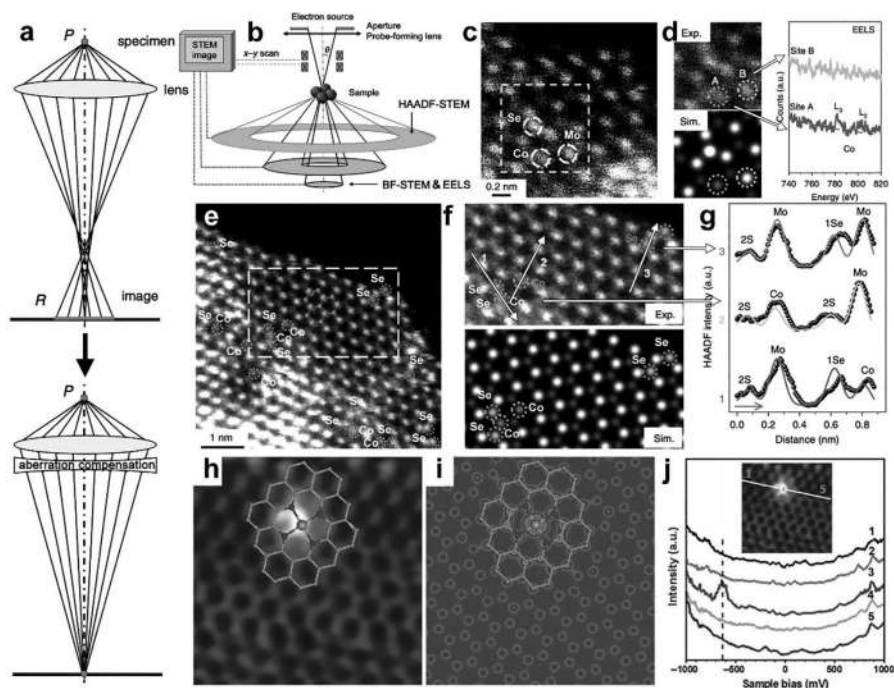 a
P
specimen
lens
R
image
P
aberration compensation
b
STEM
image
x–y scan
Electron source
Aperture
Probe-forming lens
θ
Sample
HAADF-STEM
BF-STEM & EELS
c
Se
Mo
Co
0.2 nm
d
Exp.
A
B
Sim.
EELS
Site B
Site A
L3
L2
Co
Counts (a.u.)
740 760 780 800 820
Energy (eV)
e
Se
Se
Se
Co
Co
Co
Co
Se
Co
Co
Se
Co
Se
Co
Se
1 nm
f
1
2
3
Se
Se
Co
Co
Exp.
Se
Se
Se
Co
Se
Co
Sim.
g
Mo
Mo
1Se
2S
3
Mo
Co
2S
2S
2
Mo
1Se
Co
2S
1
HAADF intensity (a.u.)
0.0 0.2 0.4 0.6 0.8
Distance (nm)
h
i
j
1
5
1
2
3
4
5
Intensity (a.u.)
−1000 −500 0 500 1000
Sample bias (mV)